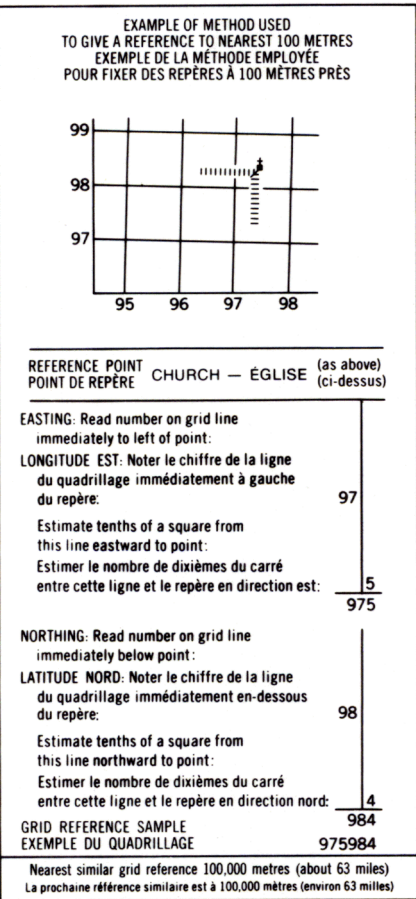 EXAMPLE OF METHOD USED
TO GIVE A REFERENCE TO NEAREST 100 METRES
EXEMPLE DE LA MÉTHODE EMPLOYÉE
POUR FIXER DES REPÈRES À 100 MÈTRES PRÈS
99
98
97
95 96 97 98
REFERENCE POINT
POINT DE REPÈRE
CHURCH — ÉGLISE
(as above)
(ci-dessus)
EASTING: Read number on grid line
immediately to left of point:
LONGITUDE EST: Noter le chiffre de la ligne
du quadrillage immédiatement à gauche
du repère: 97
Estimate tenths of a square from
this line eastward to point:
Estimer le nombre de dixièmes du carré
entre cette ligne et le repère en direction est: 5
975
NORTHING: Read number on grid line
immediately below point:
LATITUDE NORD: Noter le chiffre de la ligne
du quadrillage immédiatement en-dessous
du repère: 98
Estimate tenths of a square from
this line northward to point:
Estimer le nombre de dixièmes du carré
entre cette ligne et le repère en direction nord: 4
984
GRID REFERENCE SAMPLE
EXEMPLE DU QUADRILLAGE 975984
Nearest similar grid reference 100,000 metres (about 63 miles)
La prochaine référence similaire est à 100,000 mètres (environ 63 milles)